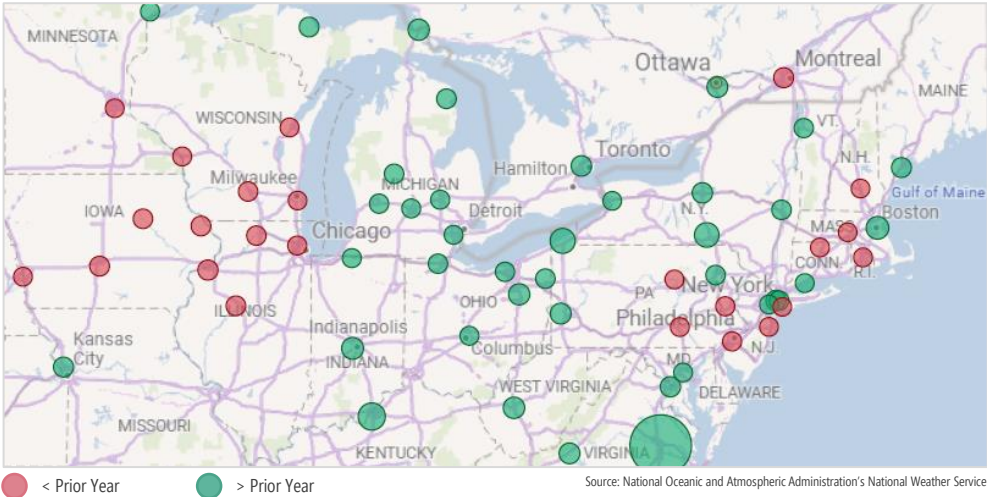 MINNESOTA
Ottawa
Montreal
MAINE
WISCONSIN
VT.
Toronto
N.H.
Hamilton
Milwaukee
MICHIGAN
Gulf of Maine
IOWA
Detroit
N.Y.
Boston
Chicago
MASS
CONN
R.I.
PA
New York
OHIO
ILLINOIS
Philadelphia
Indianapolis
Kansas
City
Columbus
N.J.
INDIANA
MD
WEST VIRGINIA
DELAWARE
MISSOURI
KENTUCKY
VIRGINIA
< Prior Year
> Prior Year
Source: National Oceanic and Atmospheric Administration's National Weather Service